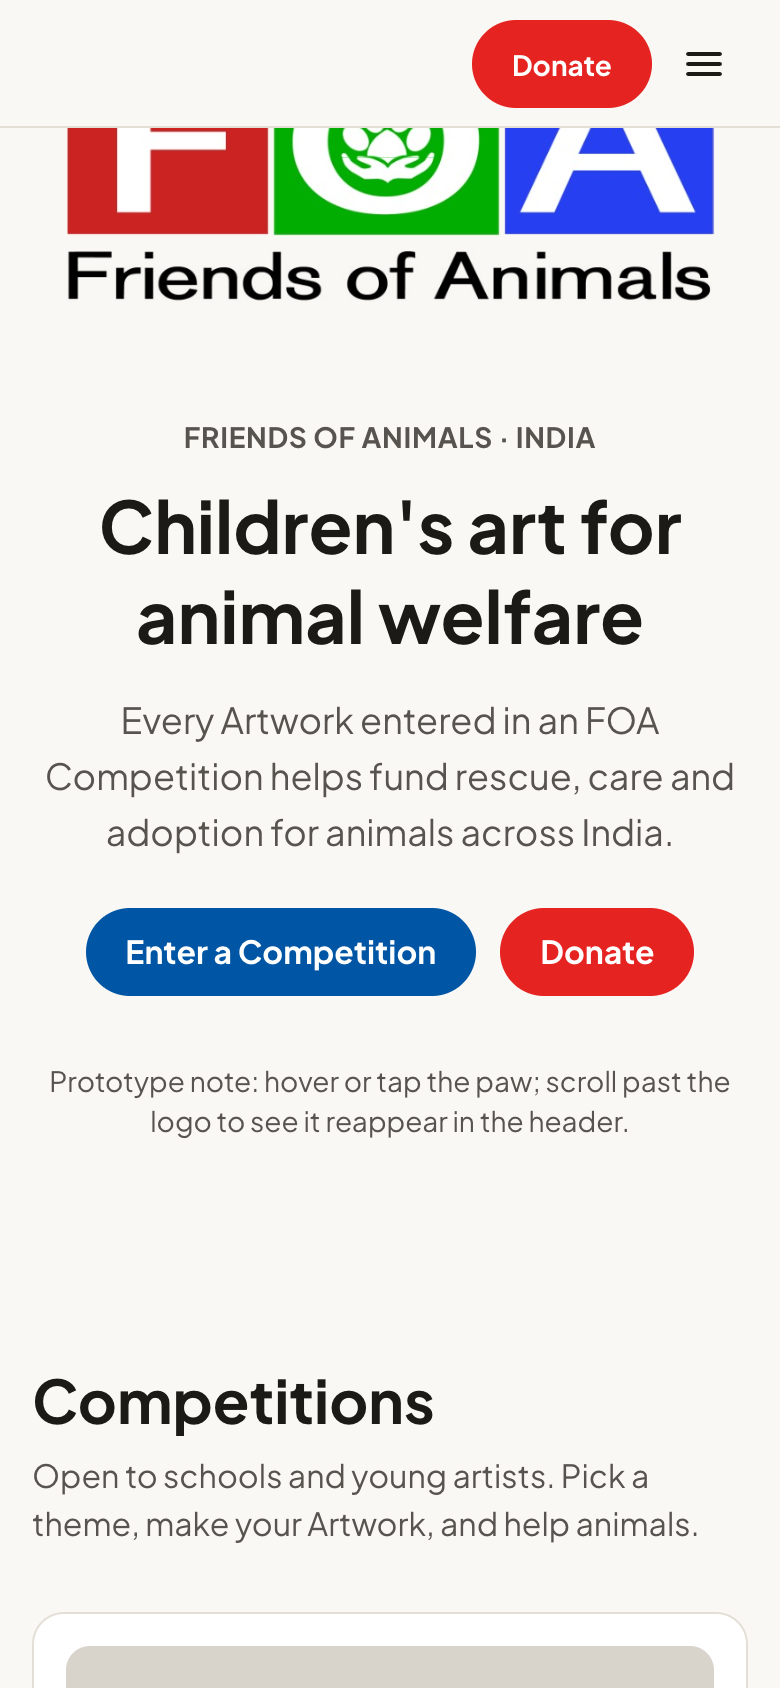 Donate
FOA
Friends of Animals
FRIENDS OF ANIMALS · INDIA
Children's art for
animal welfare
Every Artwork entered in an FOA
Competition helps fund rescue, care and
adoption for animals across India.
Enter a Competition
Donate
Prototype note: hover or tap the paw; scroll past the
logo to see it reappear in the header.
Competitions
Open to schools and young artists. Pick a
theme, make your Artwork, and help animals.